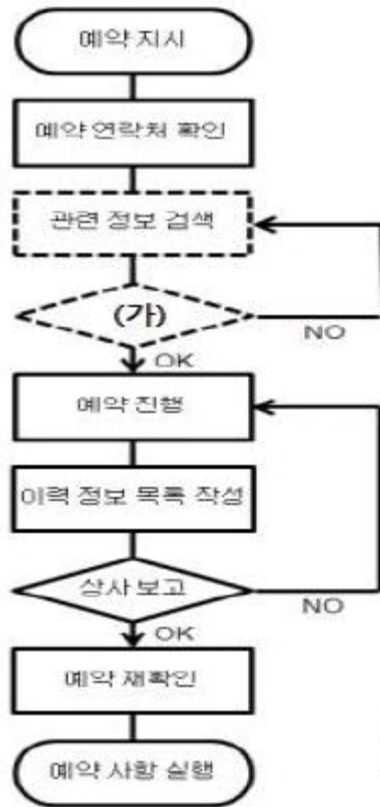 예약 지시
예약 연락처 확인
관련 정보 검색
(가)
NO
OK
예약 진행
이력 정보 목록 작성
상사 보고
NO
OK
예약 재확인
예약 사항 실행